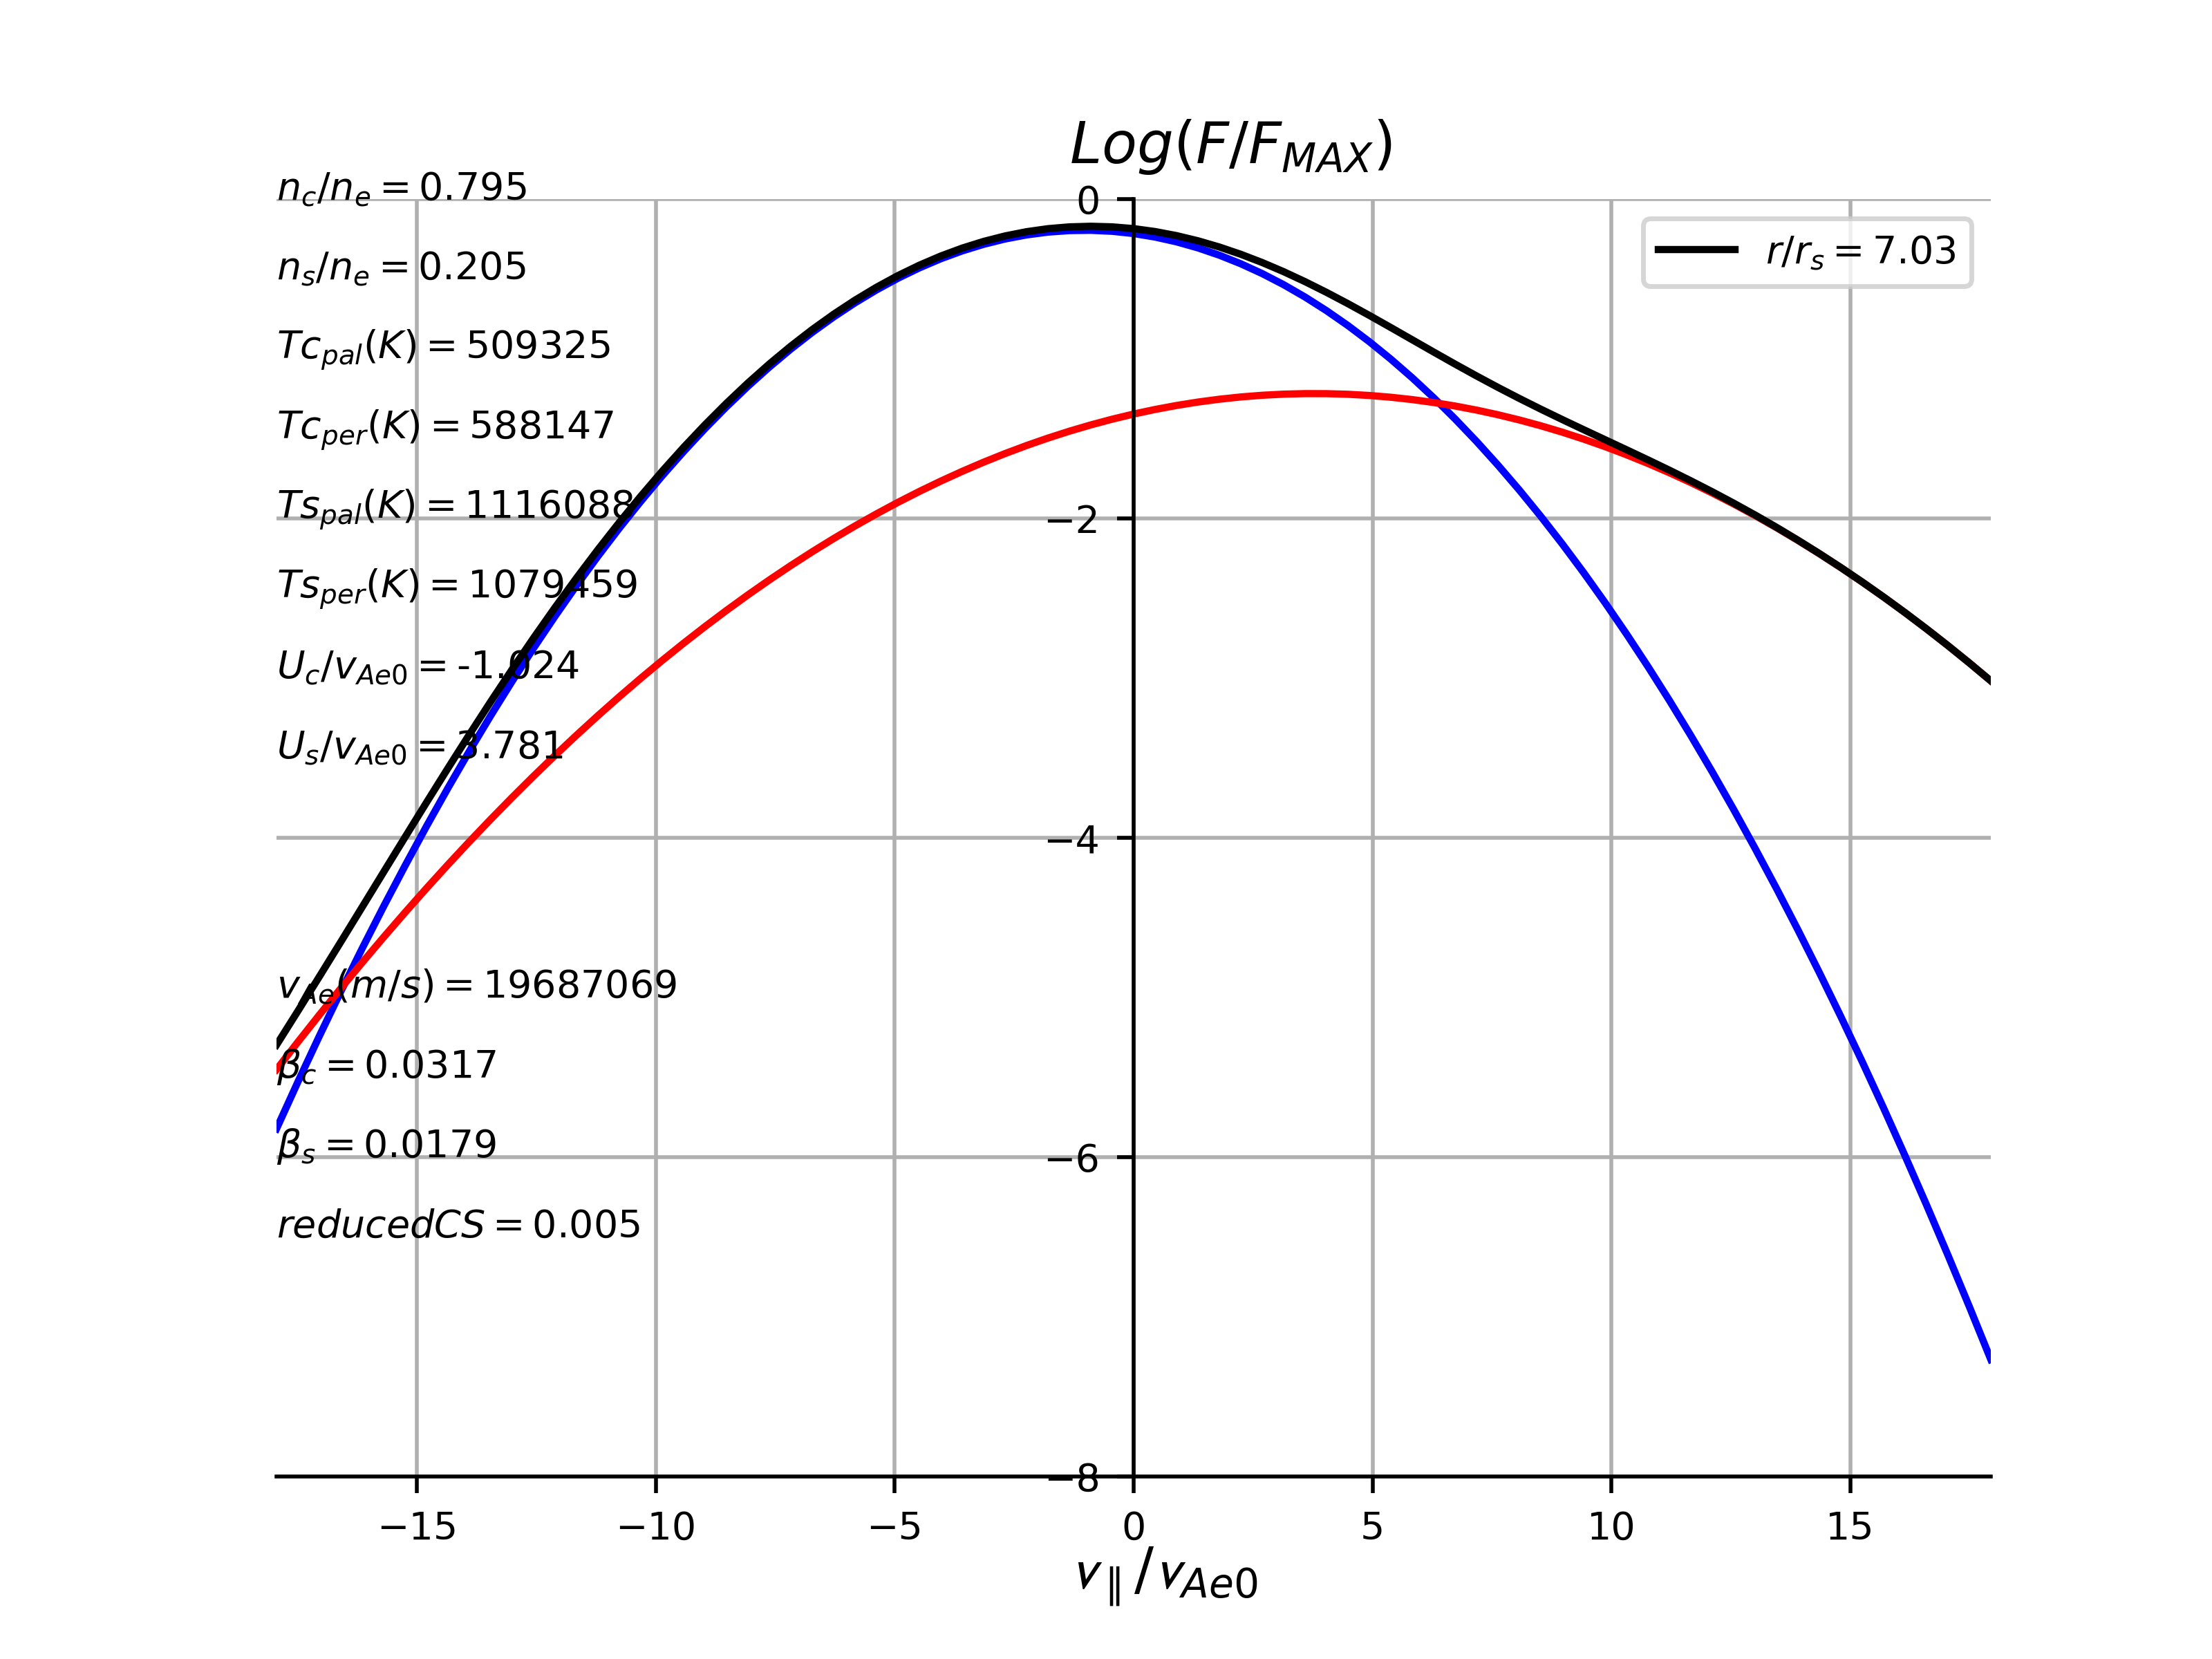 Log(F/F_MAX)
n_c/n_e = 0.795
n_s/n_e = 0.205
Tc_pal(K) = 509325
Tc_per(K) = 588147
Ts_pal(K) = 1116088
Ts_per(K) = 1079459
U_c/v_Ae0 = -1.024
U_s/v_Ae0 = 3.781
v_Ae(m/s) = 19687069
β_c = 0.0317
β_s = 0.0179
reducedCS = 0.005
r/r_s = 7.03
0
−2
−4
−6
−8
−15 −10 −5 0 5 10 15
v_∥/v_Ae0